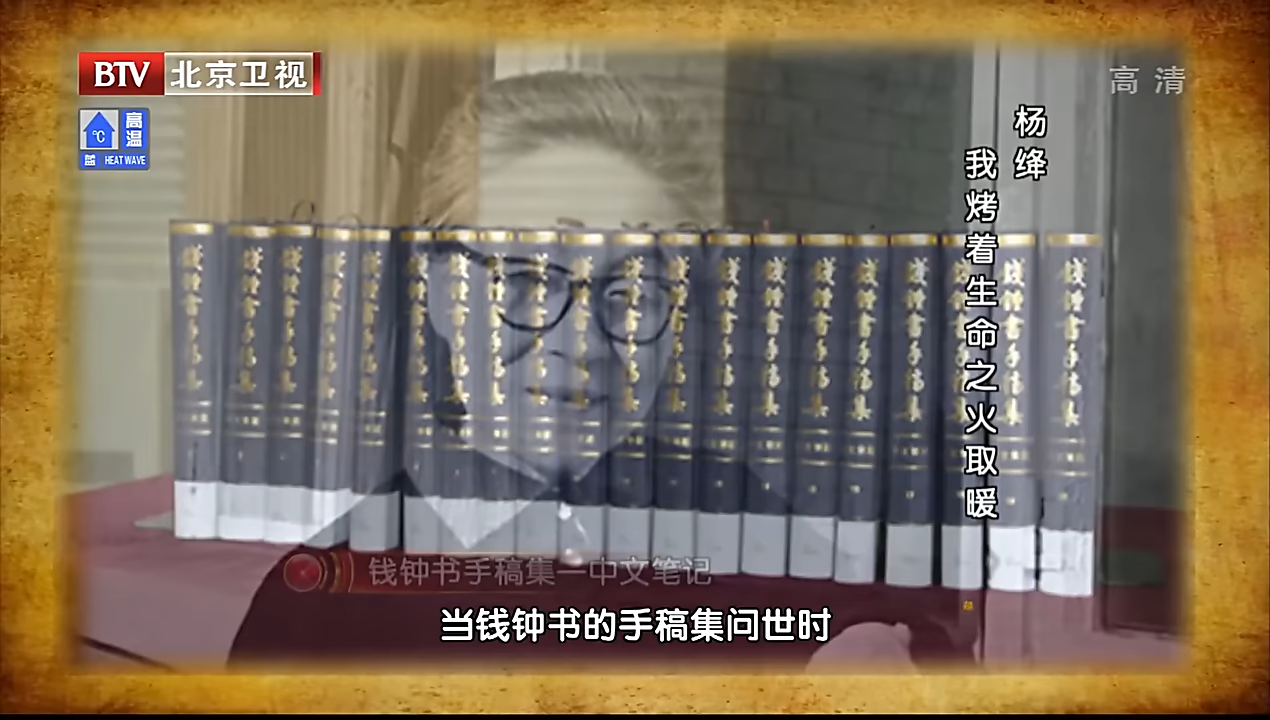 BTV 北京卫视
高清
℃ 高温
蓝 HEAT WAVE
杨绛
我烤着生命之火取暖
钱钟书手稿集
钱钟书手稿集—中文笔记
当钱钟书的手稿集问世时